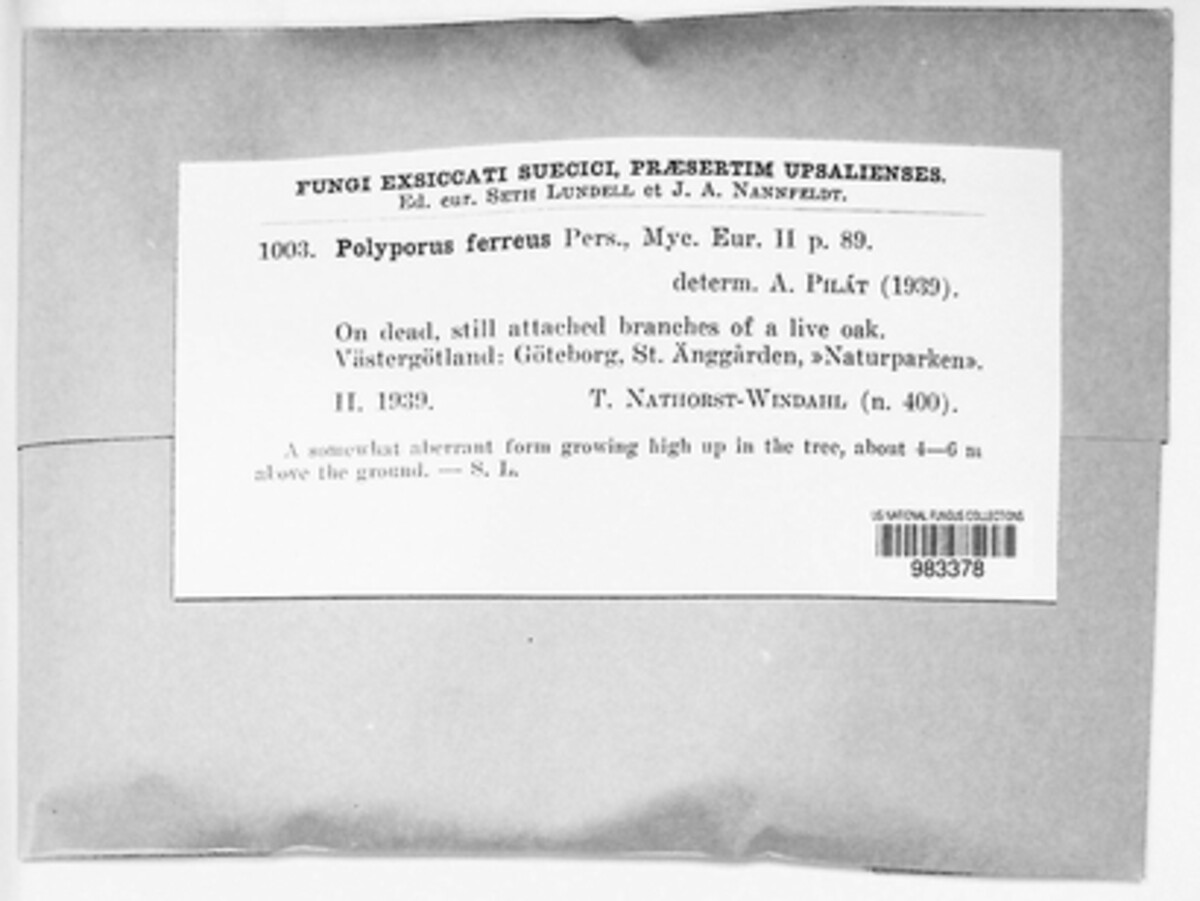 FUNGI EXSICCATI SUECICI, PRÆSERTIM UPSALIENSES.
Ed. cur. SETH LUNDELL et J. A. NANNFELDT.
1003. Polyporus ferreus Pers., Myc. Eur. II p. 89.
determ. A. PILÁT (1939).
On dead, still attached branches of a live oak.
Västergötland: Göteborg, St. Änggården, »Naturparken».
II. 1939. T. NATHORST-WINDAHL (n. 400).
A somewhat aberrant form growing high up in the tree, about 4—6 m
above the ground. — S. L.
US NATIONAL FUNGUS COLLECTIONS
983378